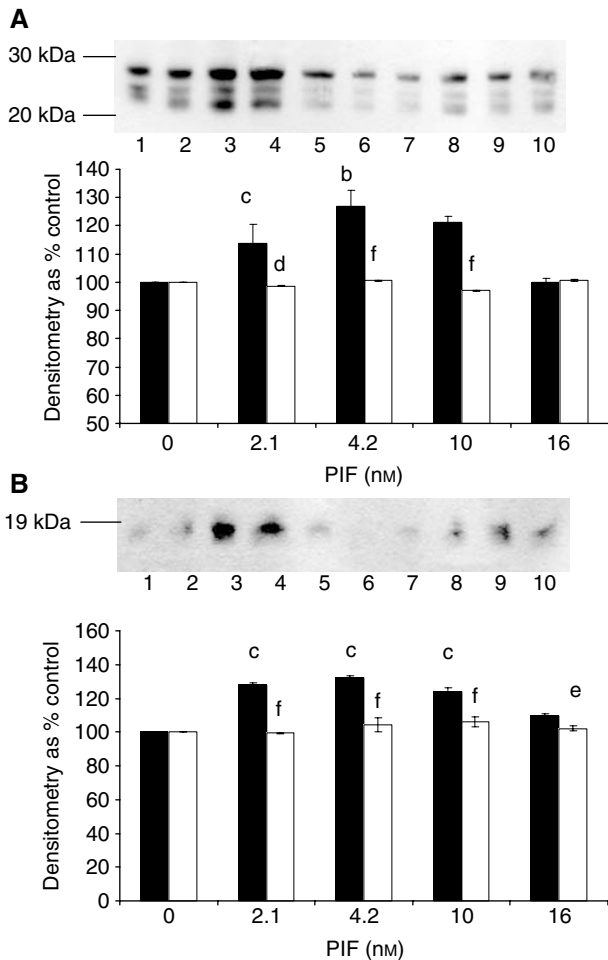 A
30 kDa
20 kDa
1 2 3 4 5 6 7 8 9 10
Densitometry as % control
140
130
120
110
100
90
80
70
60
50
c
d
b
f
f
0 2.1 4.2 10 16
PIF (nM)
B
19 kDa
1 2 3 4 5 6 7 8 9 10
Densitometry as % control
160
140
120
100
80
60
40
20
0
c
f
c
f
c
f
e
0 2.1 4.2 10 16
PIF (nM)